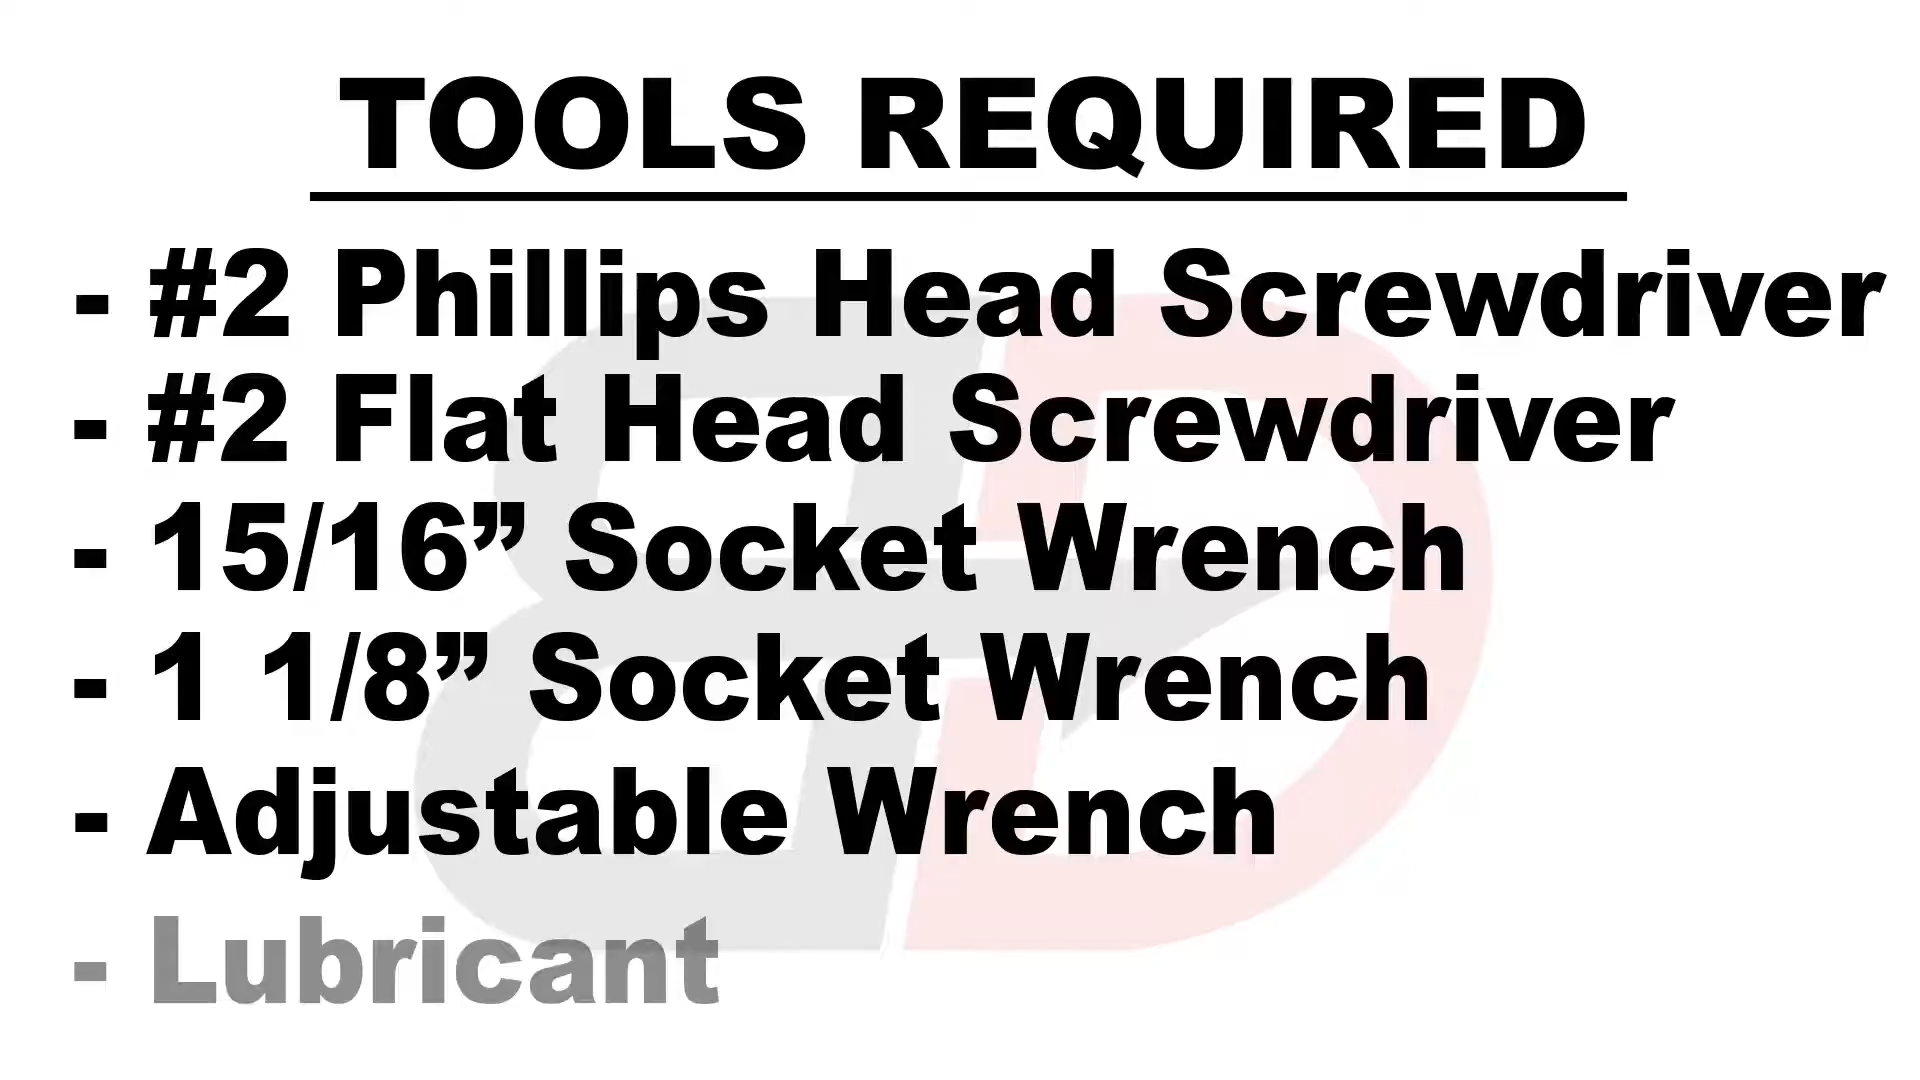 TOOLS REQUIRED
- #2 Phillips Head Screwdriver
- #2 Flat Head Screwdriver
- 15/16” Socket Wrench
- 1 1/8” Socket Wrench
- Adjustable Wrench
- Lubricant